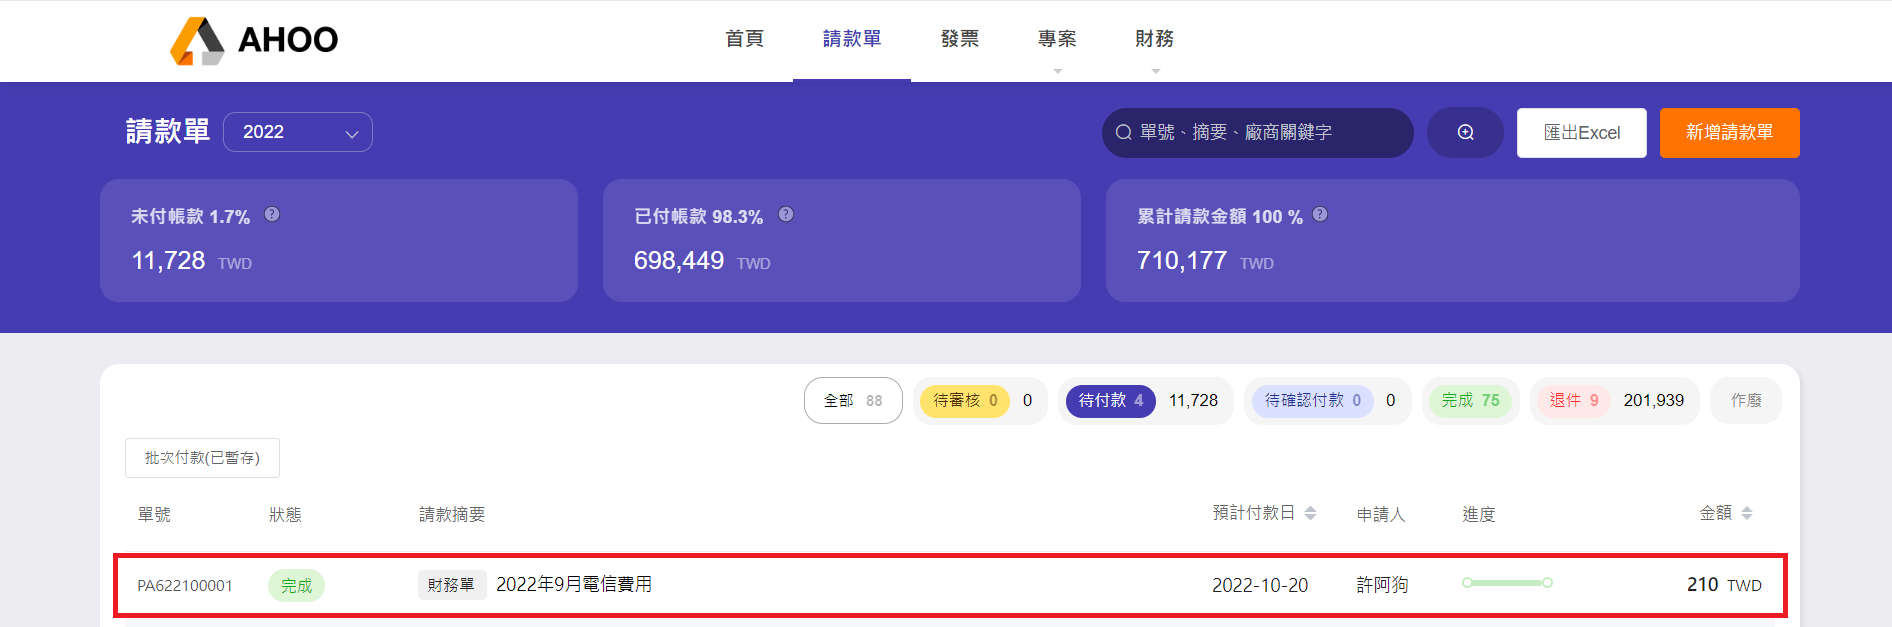 AHOO
首頁 請款單 發票 專案 財務
請款單 2022 單號、摘要、廠商關鍵字 匯出Excel 新增請款單
未付帳款 1.7% ? 已付帳款 98.3% ? 累計請款金額 100 % ?
11,728 TWD 698,449 TWD 710,177 TWD
全部 88 待審核 0 0 待付款 4 11,728 待確認付款 0 0 完成 75 退件 9 201,939 作廢
批次付款(已暫存)
單號 狀態 請款摘要 預計付款日 申請人 進度 金額
PA622100001 完成 財務單 2022年9月電信費用 2022-10-20 許阿狗 210 TWD